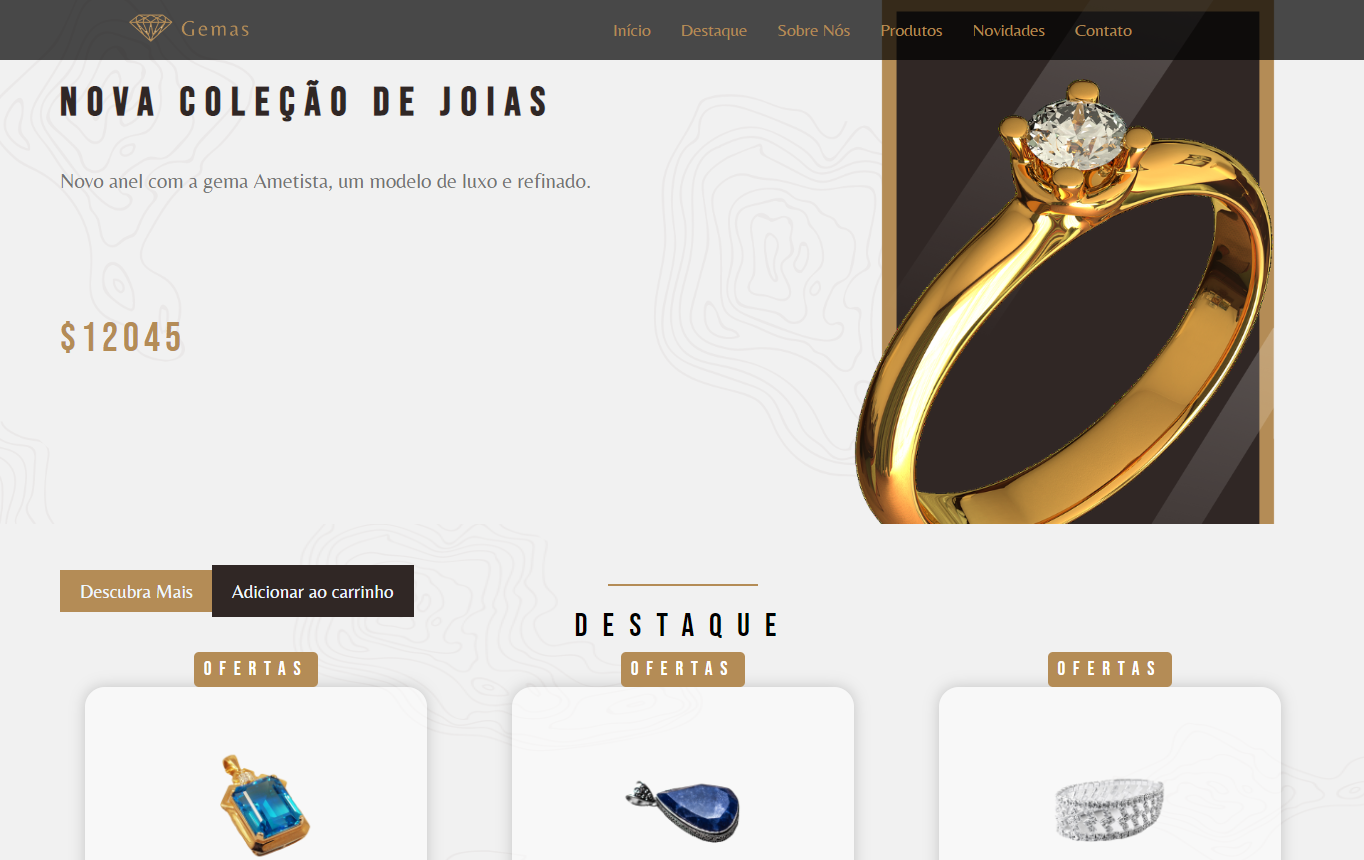 Gemas
Início Destaque Sobre Nós Produtos Novidades Contato
NOVA COLEÇÃO DE JOIAS
Novo anel com a gema Ametista, um modelo de luxo e refinado.
$12045
Descubra Mais Adicionar ao carrinho
DESTAQUE
OFERTAS OFERTAS OFERTAS